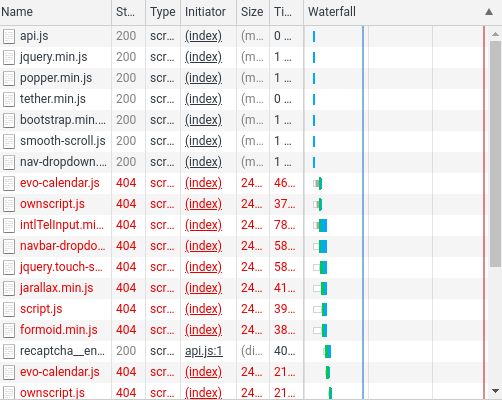 Name St... Type Initiator Size Ti... Waterfall
api.js 200 scr... (index) (m... 0 ...
jquery.min.js 200 scr... (index) (m... 1 ...
popper.min.js 200 scr... (index) (m... 1 ...
tether.min.js 200 scr... (index) (m... 0 ...
bootstrap.min.... 200 scr... (index) (m... 1 ...
smooth-scroll.js 200 scr... (index) (m... 1 ...
nav-dropdown.... 200 scr... (index) (m... 1 ...
evo-calendar.js 404 scr... (index) 24... 46...
ownscript.js 404 scr... (index) 24... 37...
intlTelInput.mi... 404 scr... (index) 24... 78...
navbar-dropdo... 404 scr... (index) 24... 58...
jquery.touch-s... 404 scr... (index) 24... 58...
jarallax.min.js 404 scr... (index) 24... 41...
script.js 404 scr... (index) 24... 39...
formoid.min.js 404 scr... (index) 24... 38...
recaptcha__en... 200 scr... api.js:1 (di... 40...
evo-calendar.js 404 scr... (index) 24... 21...
ownscript.js 404 scr... (index) 24... 21...